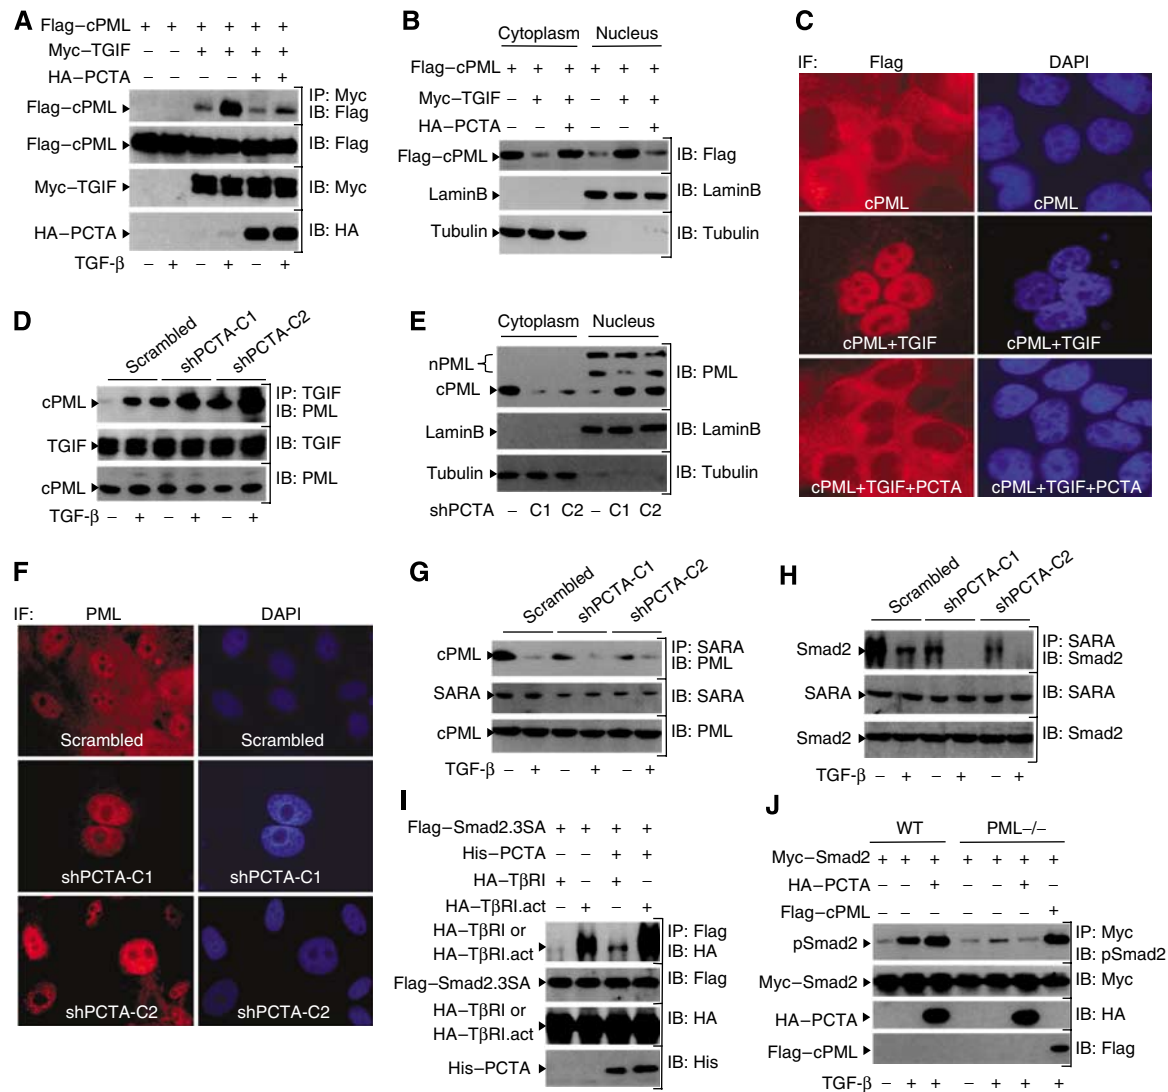 A
Flag–cPML + + + + + +
Myc–TGIF – – + + + +
HA–PCTA – – – – + +
Flag–cPML
IP: Myc
IB: Flag
Flag–cPML
IB: Flag
Myc–TGIF
IB: Myc
HA–PCTA
IB: HA
TGF-β – + – + – +
B
Cytoplasm Nucleus
Flag–cPML + + + + + +
Myc–TGIF – + + – + +
HA–PCTA – – + – – +
Flag–cPML
IB: Flag
LaminB
IB: LaminB
Tubulin
IB: Tubulin
C
IF: Flag DAPI
cPML cPML
cPML+TGIF cPML+TGIF
cPML+TGIF+PCTA cPML+TGIF+PCTA
D
Scrambled
shPCTA-C1
shPCTA-C2
cPML
IP: TGIF
IB: PML
TGIF
IB: TGIF
cPML
IB: PML
TGF-β – + – + – +
E
Cytoplasm Nucleus
nPML
cPML
IB: PML
LaminB
IB: LaminB
Tubulin
IB: Tubulin
shPCTA – C1 C2 – C1 C2
F
IF: PML DAPI
Scrambled Scrambled
shPCTA-C1 shPCTA-C1
shPCTA-C2 shPCTA-C2
G
Scrambled
shPCTA-C1
shPCTA-C2
cPML
IP: SARA
IB: PML
SARA
IB: SARA
cPML
IB: PML
TGF-β – + – + – +
H
Scrambled
shPCTA-C1
shPCTA-C2
Smad2
IP: SARA
IB: Smad2
SARA
IB: SARA
Smad2
IB: Smad2
TGF-β – + – + – +
I
Flag–Smad2.3SA + + + +
His–PCTA – – + +
HA–TβRI + – + –
HA–TβRI.act – + – +
HA–TβRI or
HA–TβRI.act
IP: Flag
IB: HA
Flag–Smad2.3SA
IB: Flag
HA–TβRI or
HA–TβRI.act
IB: HA
His–PCTA
IB: His
J
WT PML–/–
Myc–Smad2 + + + + + + +
HA–PCTA – – + – – + –
Flag–cPML – – – – – – +
pSmad2
IP: Myc
IB: pSmad2
Myc–Smad2
IB: Myc
HA–PCTA
IB: HA
Flag–cPML
IB: Flag
TGF-β – + + – + + +